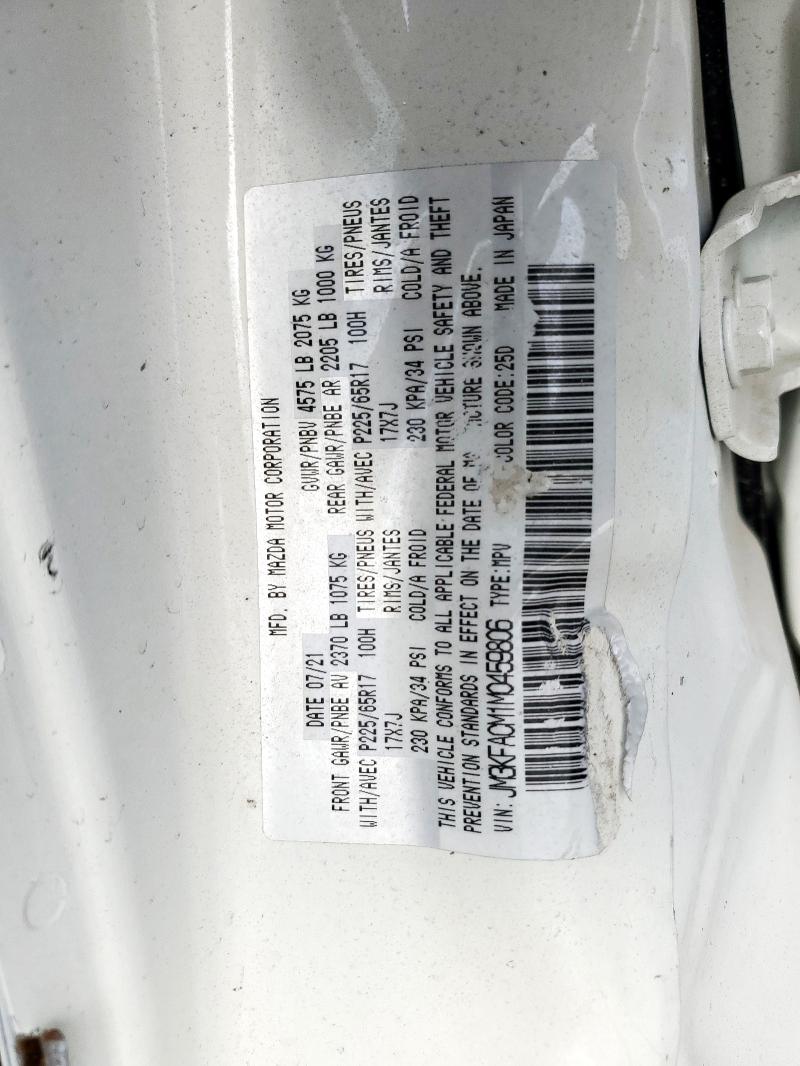 MFD. BY MAZDA MOTOR CORPORATION
DATE 07/21 GVWR/PNBV 4575 LB 2075 KG
FRONT GAWR/PNBE AV 2370 LB 1075 KG REAR GAWR/PNBE AR 2205 LB 1000 KG
WITH/AVEC P225/65R17 100H TIRES/PNEUS WITH/AVEC P225/65R17 100H TIRES/PNEUS
17X7J RIMS/JANTES 17X7J RIMS/JANTES
230 KPA/34 PSI COLD/A FROID 230 KPA/34 PSI COLD/A FROID
THIS VEHICLE CONFORMS TO ALL APPLICABLE FEDERAL MOTOR VEHICLE SAFETY AND THEFT
PREVENTION STANDARDS IN EFFECT ON THE DATE OF SHOWN ABOVE.
VIN: JM3KFACM1M0459806 TYPE:MPV COLOR CODE:25D MADE IN JAPAN